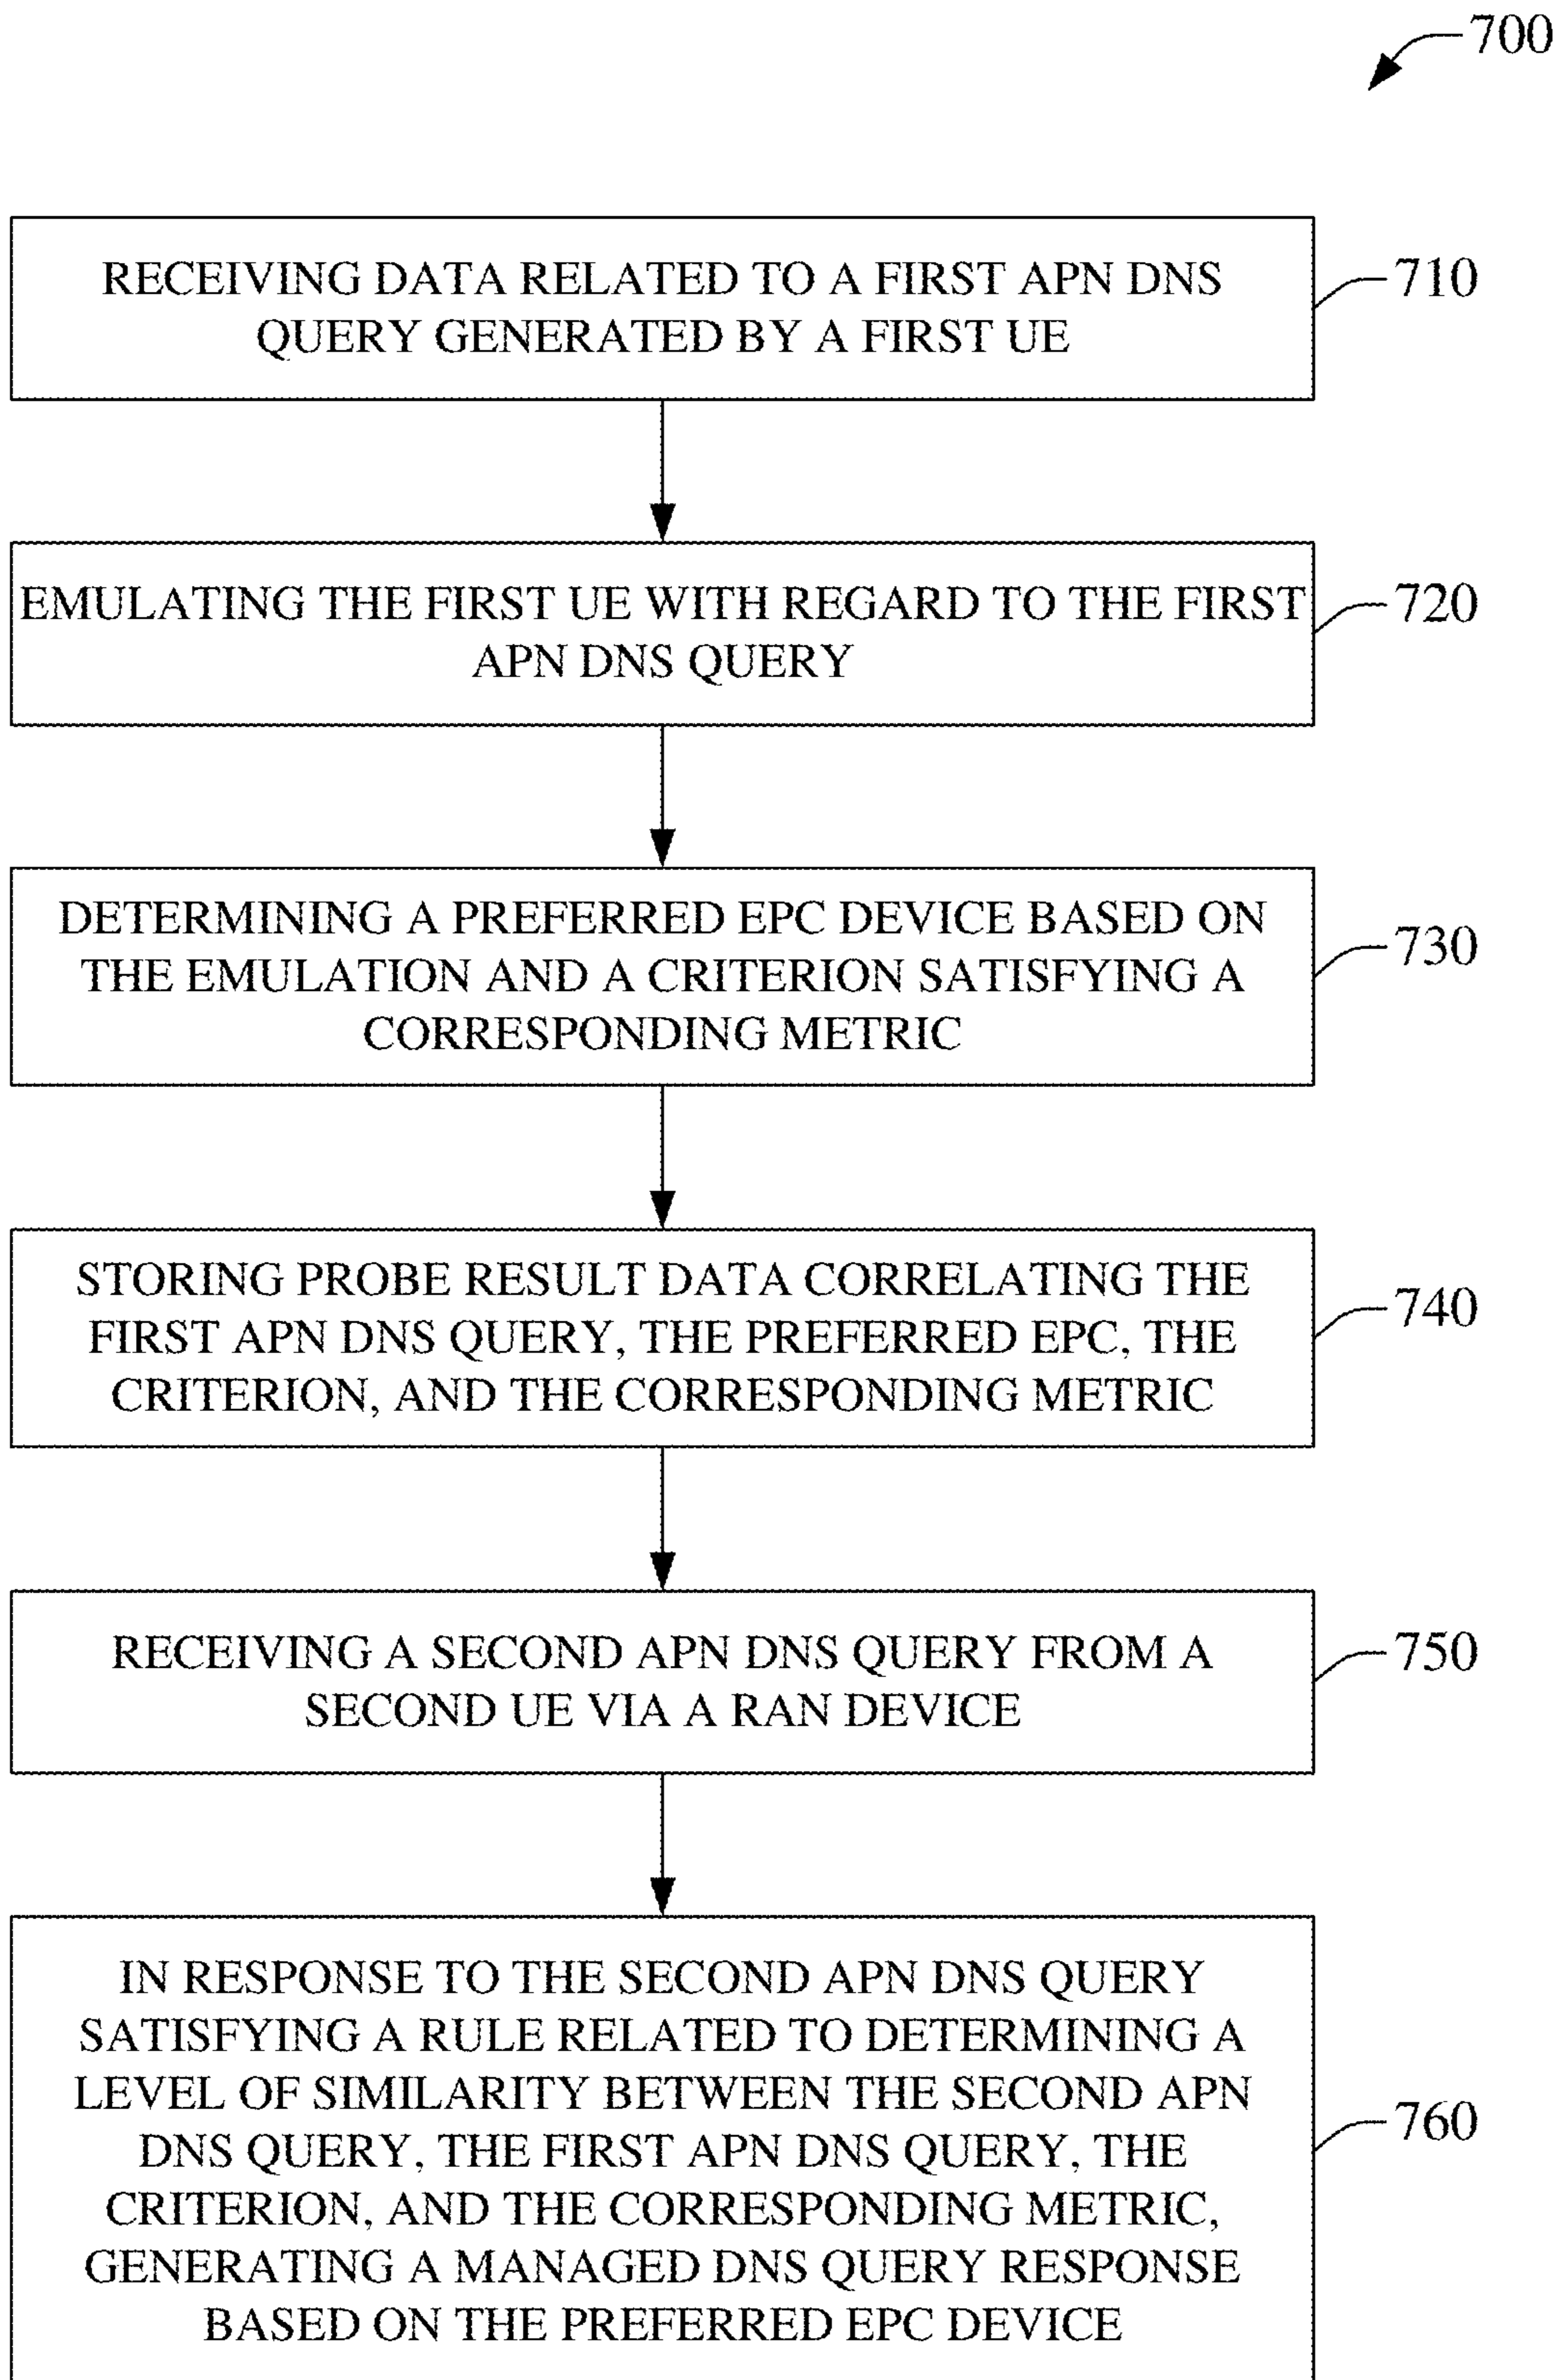 700
RECEIVING DATA RELATED TO A FIRST APN DNS
QUERY GENERATED BY A FIRST UE
710
EMULATING THE FIRST UE WITH REGARD TO THE FIRST
APN DNS QUERY
720
DETERMINING A PREFERRED EPC DEVICE BASED ON
THE EMULATION AND A CRITERION SATISFYING A
CORRESPONDING METRIC
730
STORING PROBE RESULT DATA CORRELATING THE
FIRST APN DNS QUERY, THE PREFERRED EPC, THE
CRITERION, AND THE CORRESPONDING METRIC
740
RECEIVING A SECOND APN DNS QUERY FROM A
SECOND UE VIA A RAN DEVICE
750
IN RESPONSE TO THE SECOND APN DNS QUERY
SATISFYING A RULE RELATED TO DETERMINING A
LEVEL OF SIMILARITY BETWEEN THE SECOND APN
DNS QUERY, THE FIRST APN DNS QUERY, THE
CRITERION, AND THE CORRESPONDING METRIC,
GENERATING A MANAGED DNS QUERY RESPONSE
BASED ON THE PREFERRED EPC DEVICE
760